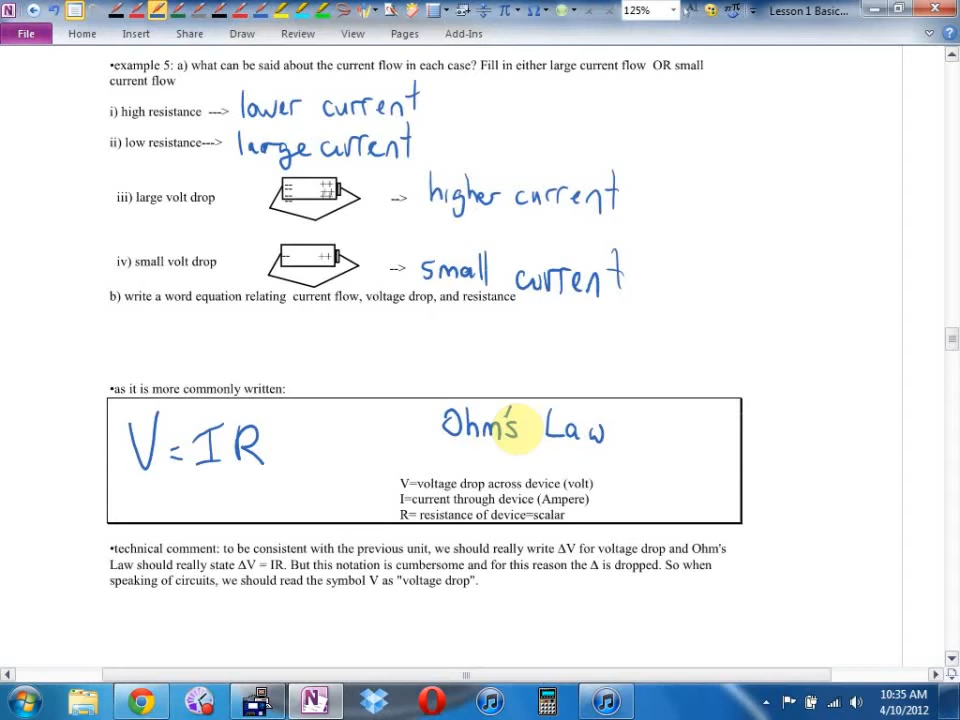 125%
Lesson 1 Basic...
File Home Insert Share Draw Review View Pages Add-Ins
•example 5: a) what can be said about the current flow in each case? Fill in either large current flow OR small
current flow
i) high resistance ---> lower current
ii) low resistance---> large current
iii) large volt drop --> higher current
iv) small volt drop --> small current
b) write a word equation relating current flow, voltage drop, and resistance
•as it is more commonly written:
V=IR Ohm's Law
V=voltage drop across device (volt)
I=current through device (Ampere)
R= resistance of device=scalar
•technical comment: to be consistent with the previous unit, we should really write ΔV for voltage drop and Ohm's
Law should really state ΔV = IR. But this notation is cumbersome and for this reason the Δ is dropped. So when
speaking of circuits, we should read the symbol V as "voltage drop".
10:35 AM
4/10/2012